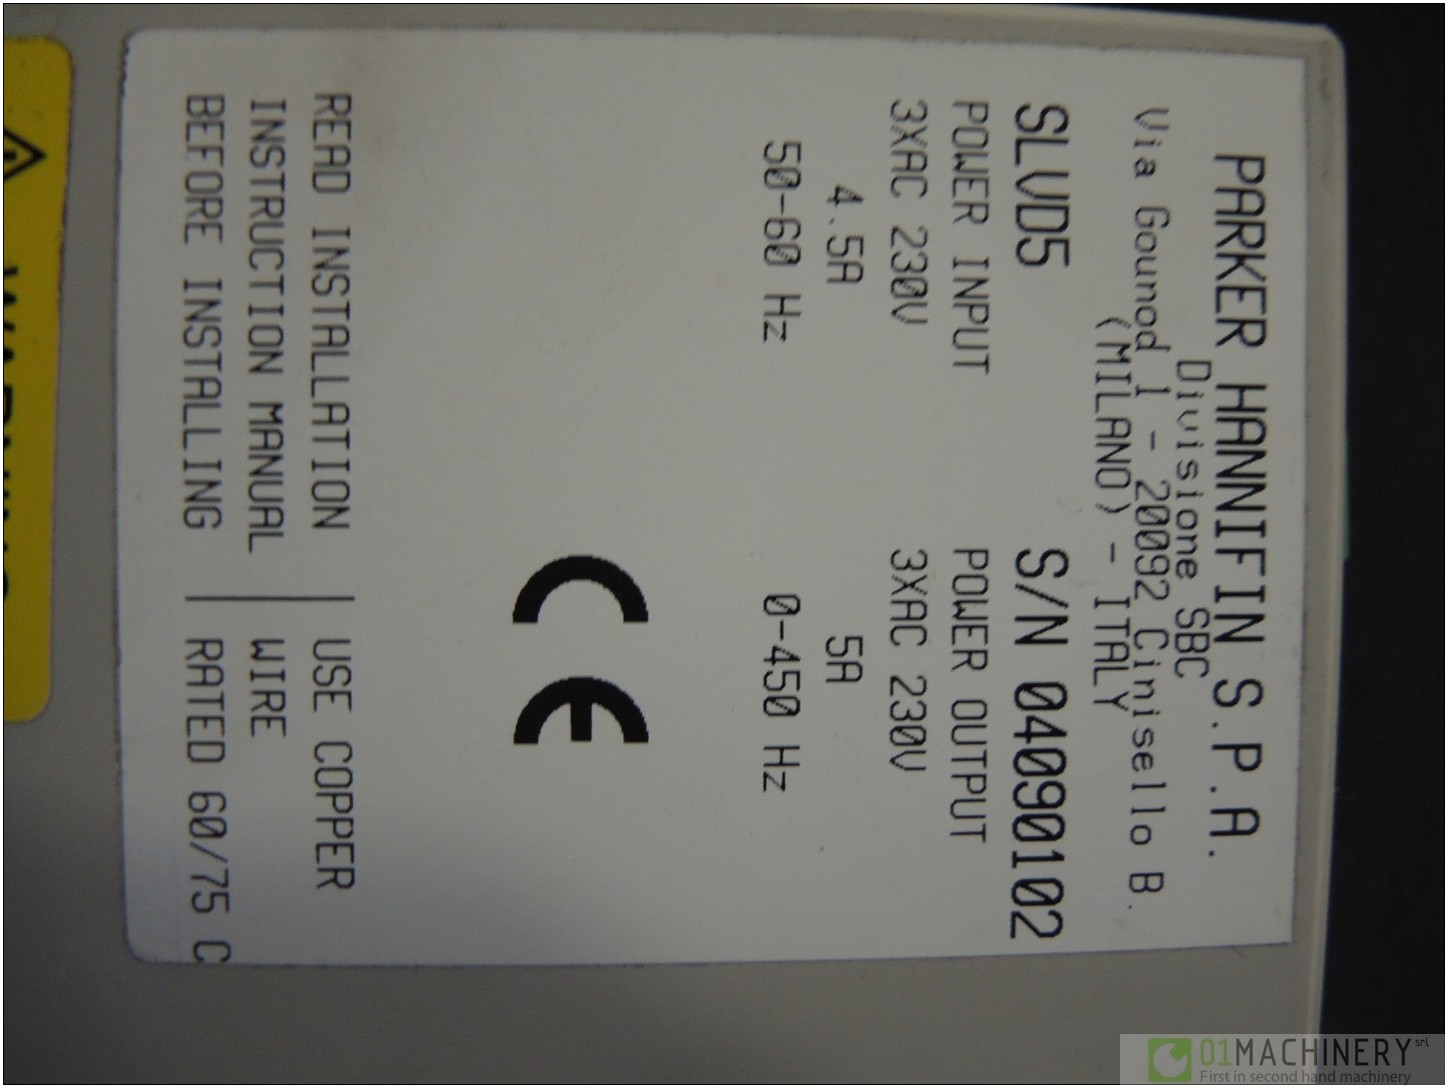 PARKER HANNIFIN S.P.A.
Divisione SBC
Via Gounod 1 - 20092 Cinisello B.
(MILANO) - ITALY
SLVD5 S/N 04090102
POWER INPUT POWER OUTPUT
3XAC 230V 3XAC 230V
4.5A 5A
50-60 Hz 0-450 Hz
CE
READ INSTALLATION USE COPPER
INSTRUCTION MANUAL WIRE
BEFORE INSTALLING RATED 60/75 C
01MACHINERY srl
First in second hand machinery